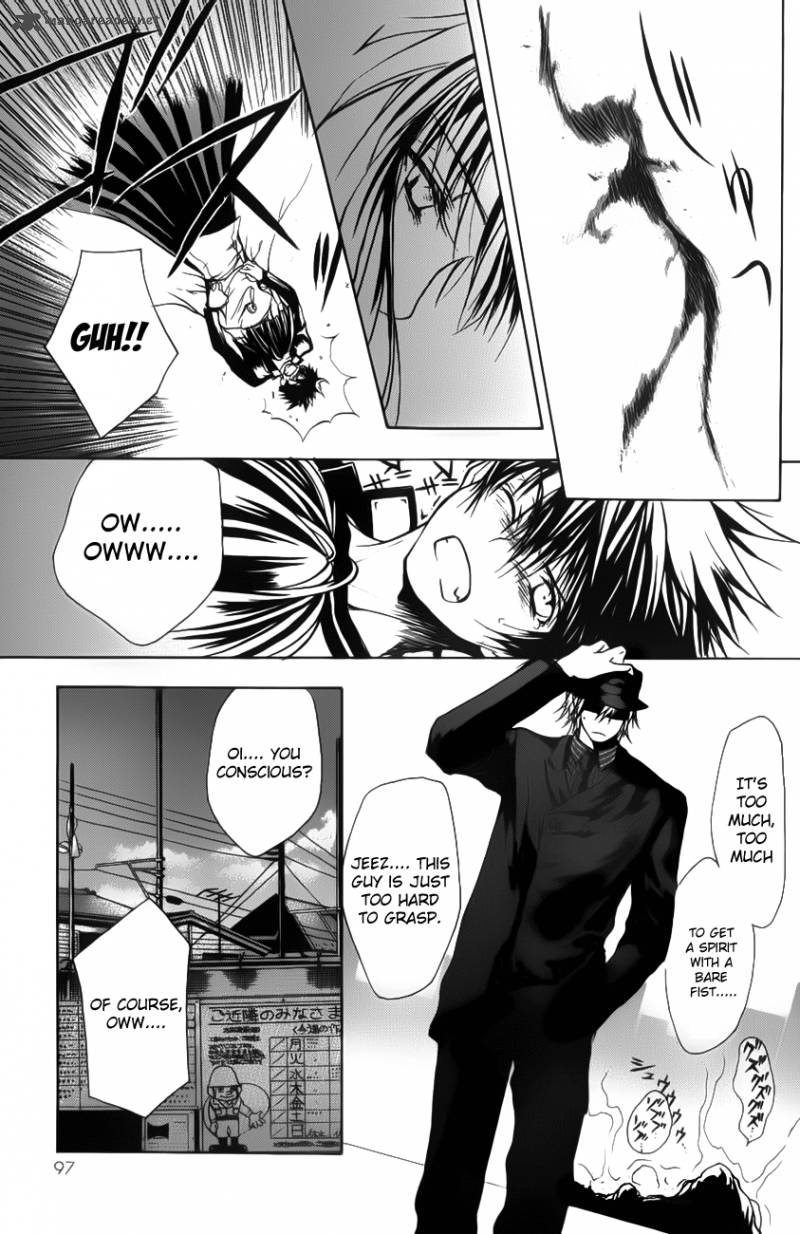 mangareader.net
GUH!!
OW.....
OWWW....
IT'S
TOO
MUCH,
TOO
MUCH
TO GET
A SPIRIT
WITH A
BARE
FIST.....
JEEZ.... THIS
GUY IS JUST
TOO HARD
TO GRASP.
OI.... YOU
CONSCIOUS?
OF COURSE,
OWW....
ご近隣のみなさま
月
火
水
木
金
土
日
97